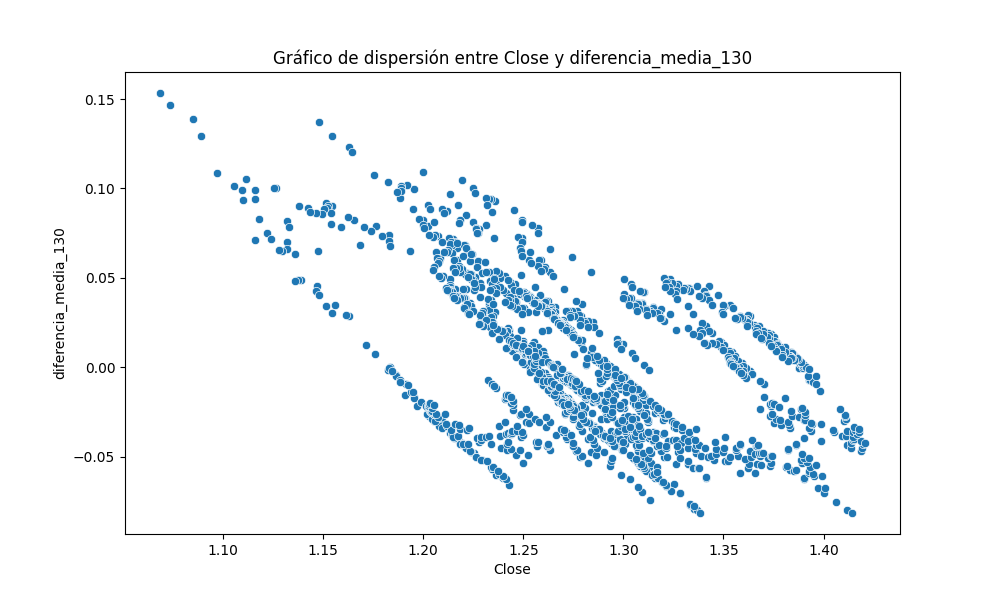 Gráfico de dispersión entre Close y diferencia_media_130
diferencia_media_130
0.15
0.10
0.05
0.00
−0.05
1.10 1.15 1.20 1.25 1.30 1.35 1.40
Close